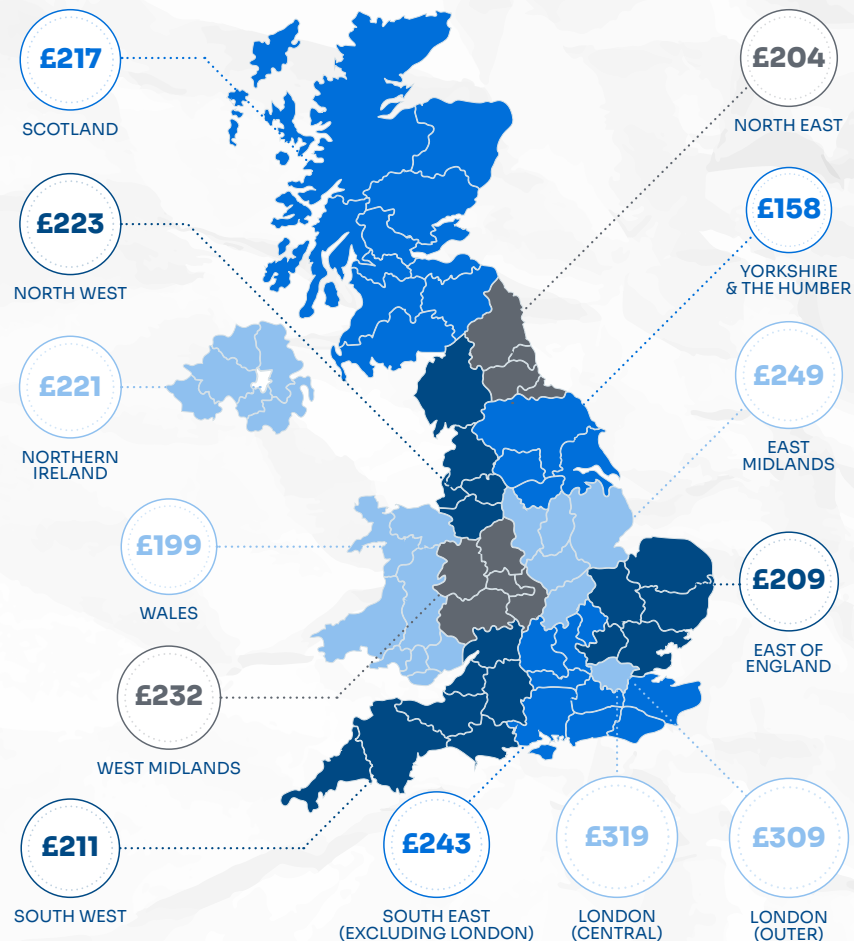 £217
SCOTLAND
£204
NORTH EAST
£223
NORTH WEST
£158
YORKSHIRE
& THE HUMBER
£221
NORTHERN
IRELAND
£249
EAST
MIDLANDS
£199
WALES
£209
EAST OF
ENGLAND
£232
WEST MIDLANDS
£211
SOUTH WEST
£243
SOUTH EAST
(EXCLUDING LONDON)
£319
LONDON
(CENTRAL)
£309
LONDON
(OUTER)